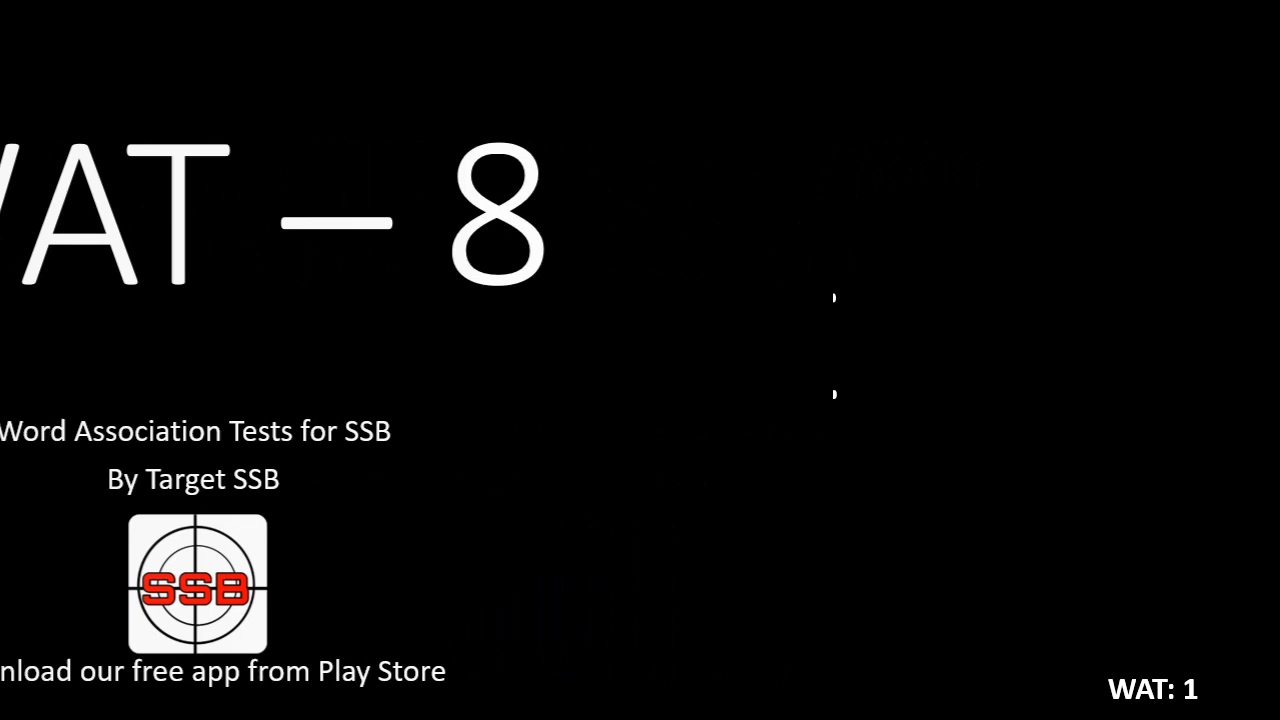 WAT – 8
Word Association Tests for SSB
By Target SSB
SSB
nload our free app from Play Store
WAT: 1